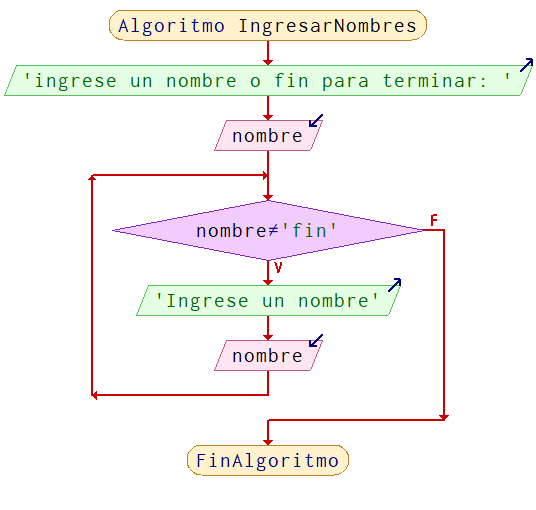 Algoritmo IngresarNombres
'ingrese un nombre o fin para terminar: '
nombre
nombre≠'fin'
F
V
'Ingrese un nombre'
nombre
FinAlgoritmo